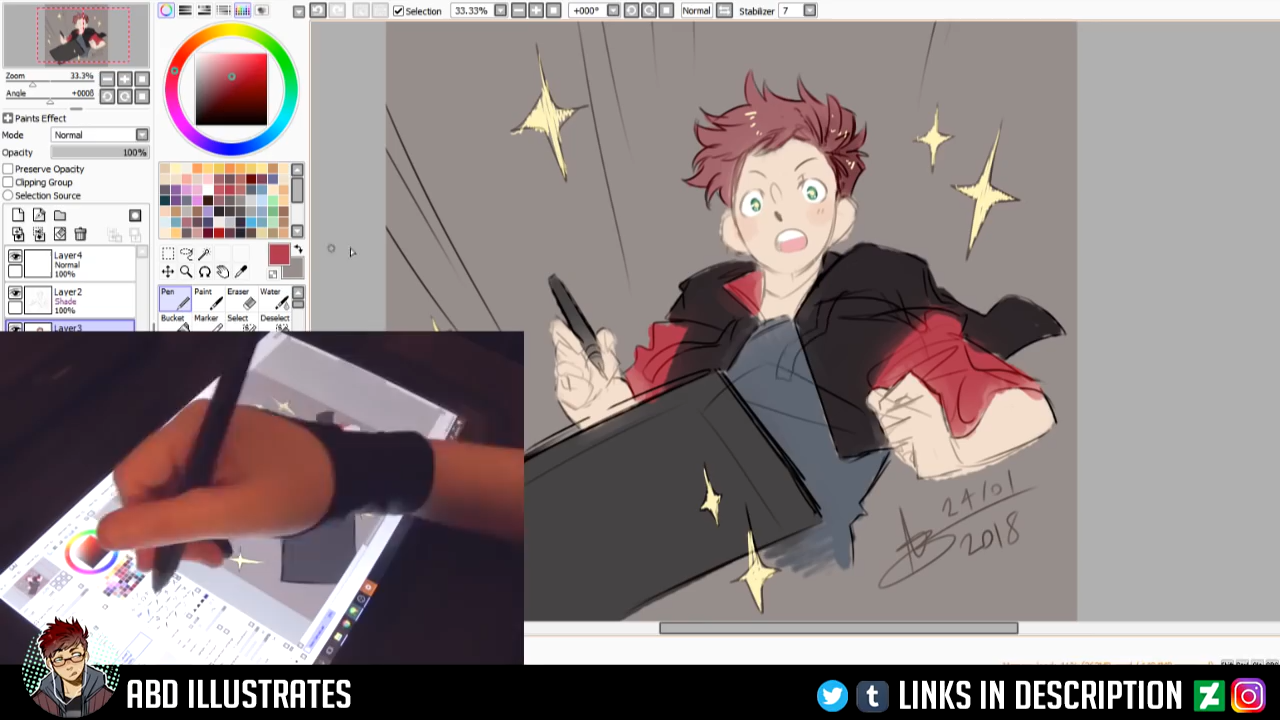 Selection
33.33%
+000°
Normal
Stabilizer
7
Zoom
33.3%
Angle
+000ß
Paints Effect
Mode
Normal
Opacity
100%
Preserve Opacity
Clipping Group
Selection Source
Layer4
Normal
100%
Layer2
Shade
100%
Layer3
Pen
Paint
Eraser
Water
Bucket
Marker
Select
Deselect
24/01
2018
ABD ILLUSTRATES
LINKS IN DESCRIPTION